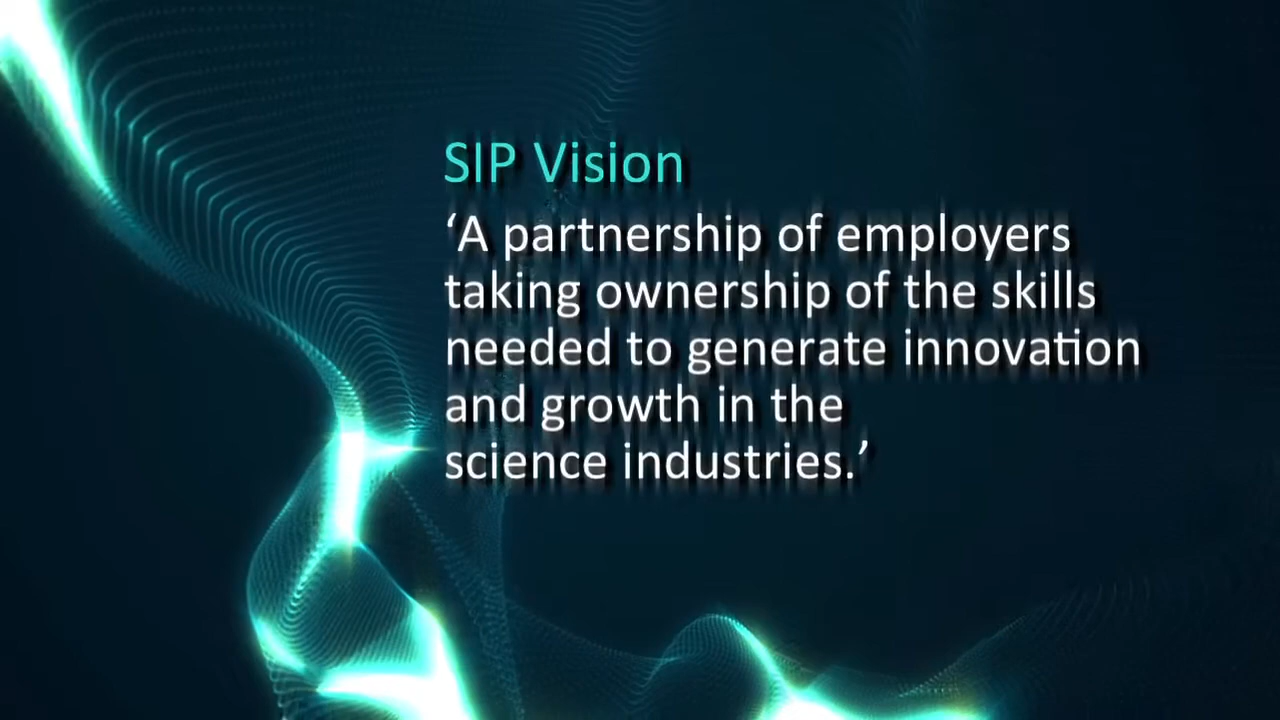 SIP Vision
‘A partnership of employers
taking ownership of the skills
needed to generate innovation
and growth in the
science industries.’